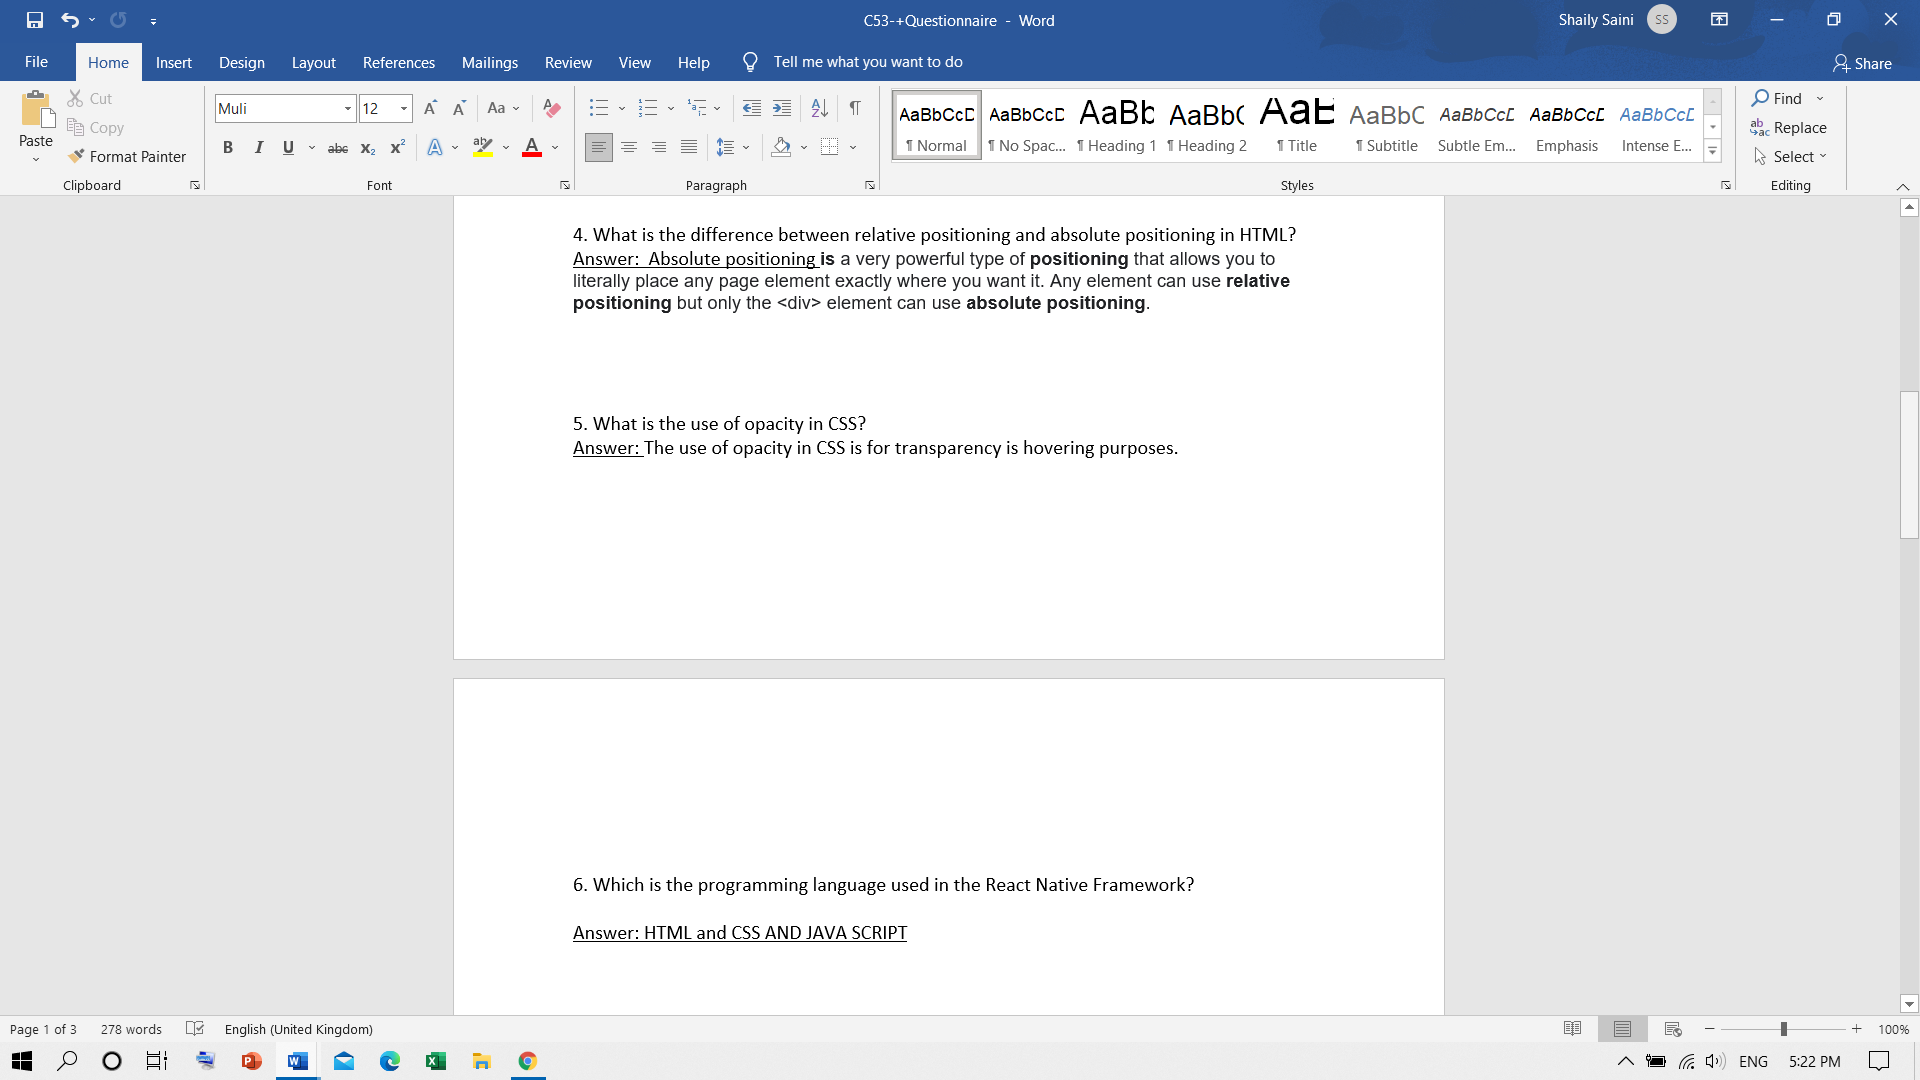 C53-+Questionnaire - Word
Shaily Saini SS
File Home Insert Design Layout References Mailings Review View Help Tell me what you want to do Share
Paste
Cut
Copy
Format Painter
Clipboard
Muli 12
Font
Paragraph
AaBbCcD AaBbCcD AaBb AaBbC AaB AaBbC AaBbCcD AaBbCcD AaBbCcD
¶ Normal ¶ No Spac... ¶ Heading 1 ¶ Heading 2 ¶ Title ¶ Subtitle Subtle Em... Emphasis Intense E...
Styles
Find
Replace
Select
Editing
4. What is the difference between relative positioning and absolute positioning in HTML?
Answer: Absolute positioning is a very powerful type of positioning that allows you to
literally place any page element exactly where you want it. Any element can use relative
positioning but only the <div> element can use absolute positioning.
5. What is the use of opacity in CSS?
Answer: The use of opacity in CSS is for transparency is hovering purposes.
6. Which is the programming language used in the React Native Framework?
Answer: HTML and CSS AND JAVA SCRIPT
Page 1 of 3 278 words English (United Kingdom) 100%
ENG 5:22 PM